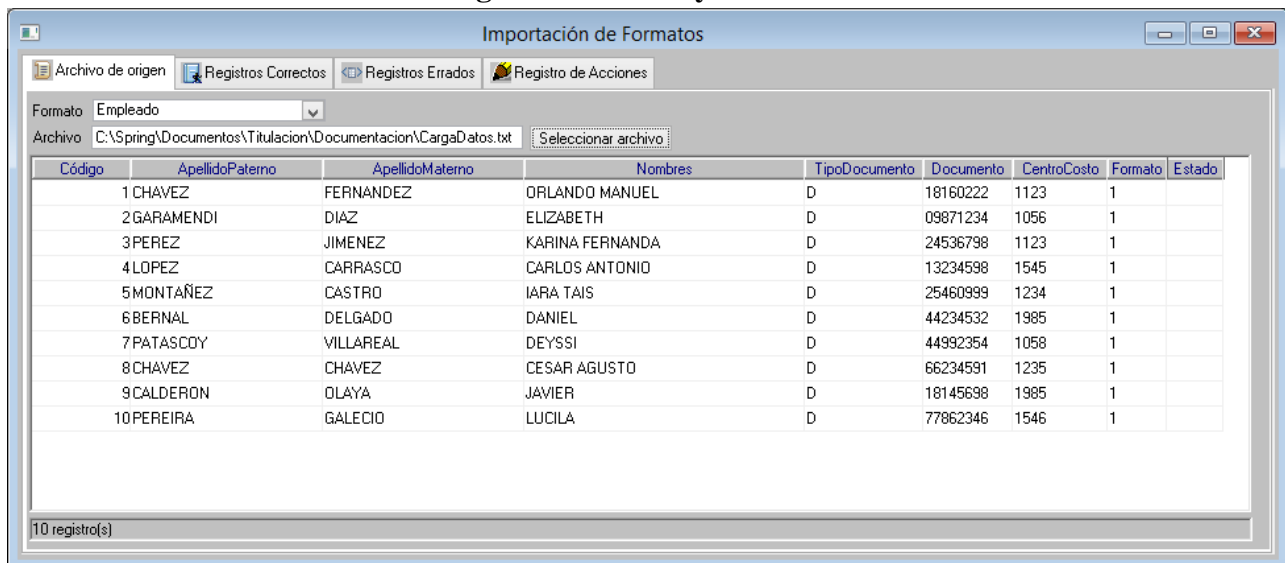 Importación de Formatos
Archivo de origen Registros Correctos Registros Errados Registro de Acciones
Formato Empleado
Archivo C:\Spring\Documentos\Titulacion\Documentacion\CargaDatos.txt Seleccionar archivo
Código ApellidoPaterno ApellidoMaterno Nombres TipoDocumento Documento CentroCosto Formato Estado
1 CHAVEZ FERNANDEZ ORLANDO MANUEL D 18160222 1123 1
2 GARAMENDI DIAZ ELIZABETH D 09871234 1056 1
3 PEREZ JIMENEZ KARINA FERNANDA D 24536798 1123 1
4 LOPEZ CARRASCO CARLOS ANTONIO D 13234598 1545 1
5 MONTAÑEZ CASTRO IARA TAIS D 25460999 1234 1
6 BERNAL DELGADO DANIEL D 44234532 1985 1
7 PATASCOY VILLAREAL DEYSSI D 44992354 1058 1
8 CHAVEZ CHAVEZ CESAR AGUSTO D 66234591 1235 1
9 CALDERON OLAYA JAVIER D 18145698 1985 1
10 PEREIRA GALECIO LUCILA D 77862346 1546 1
10 registro(s)